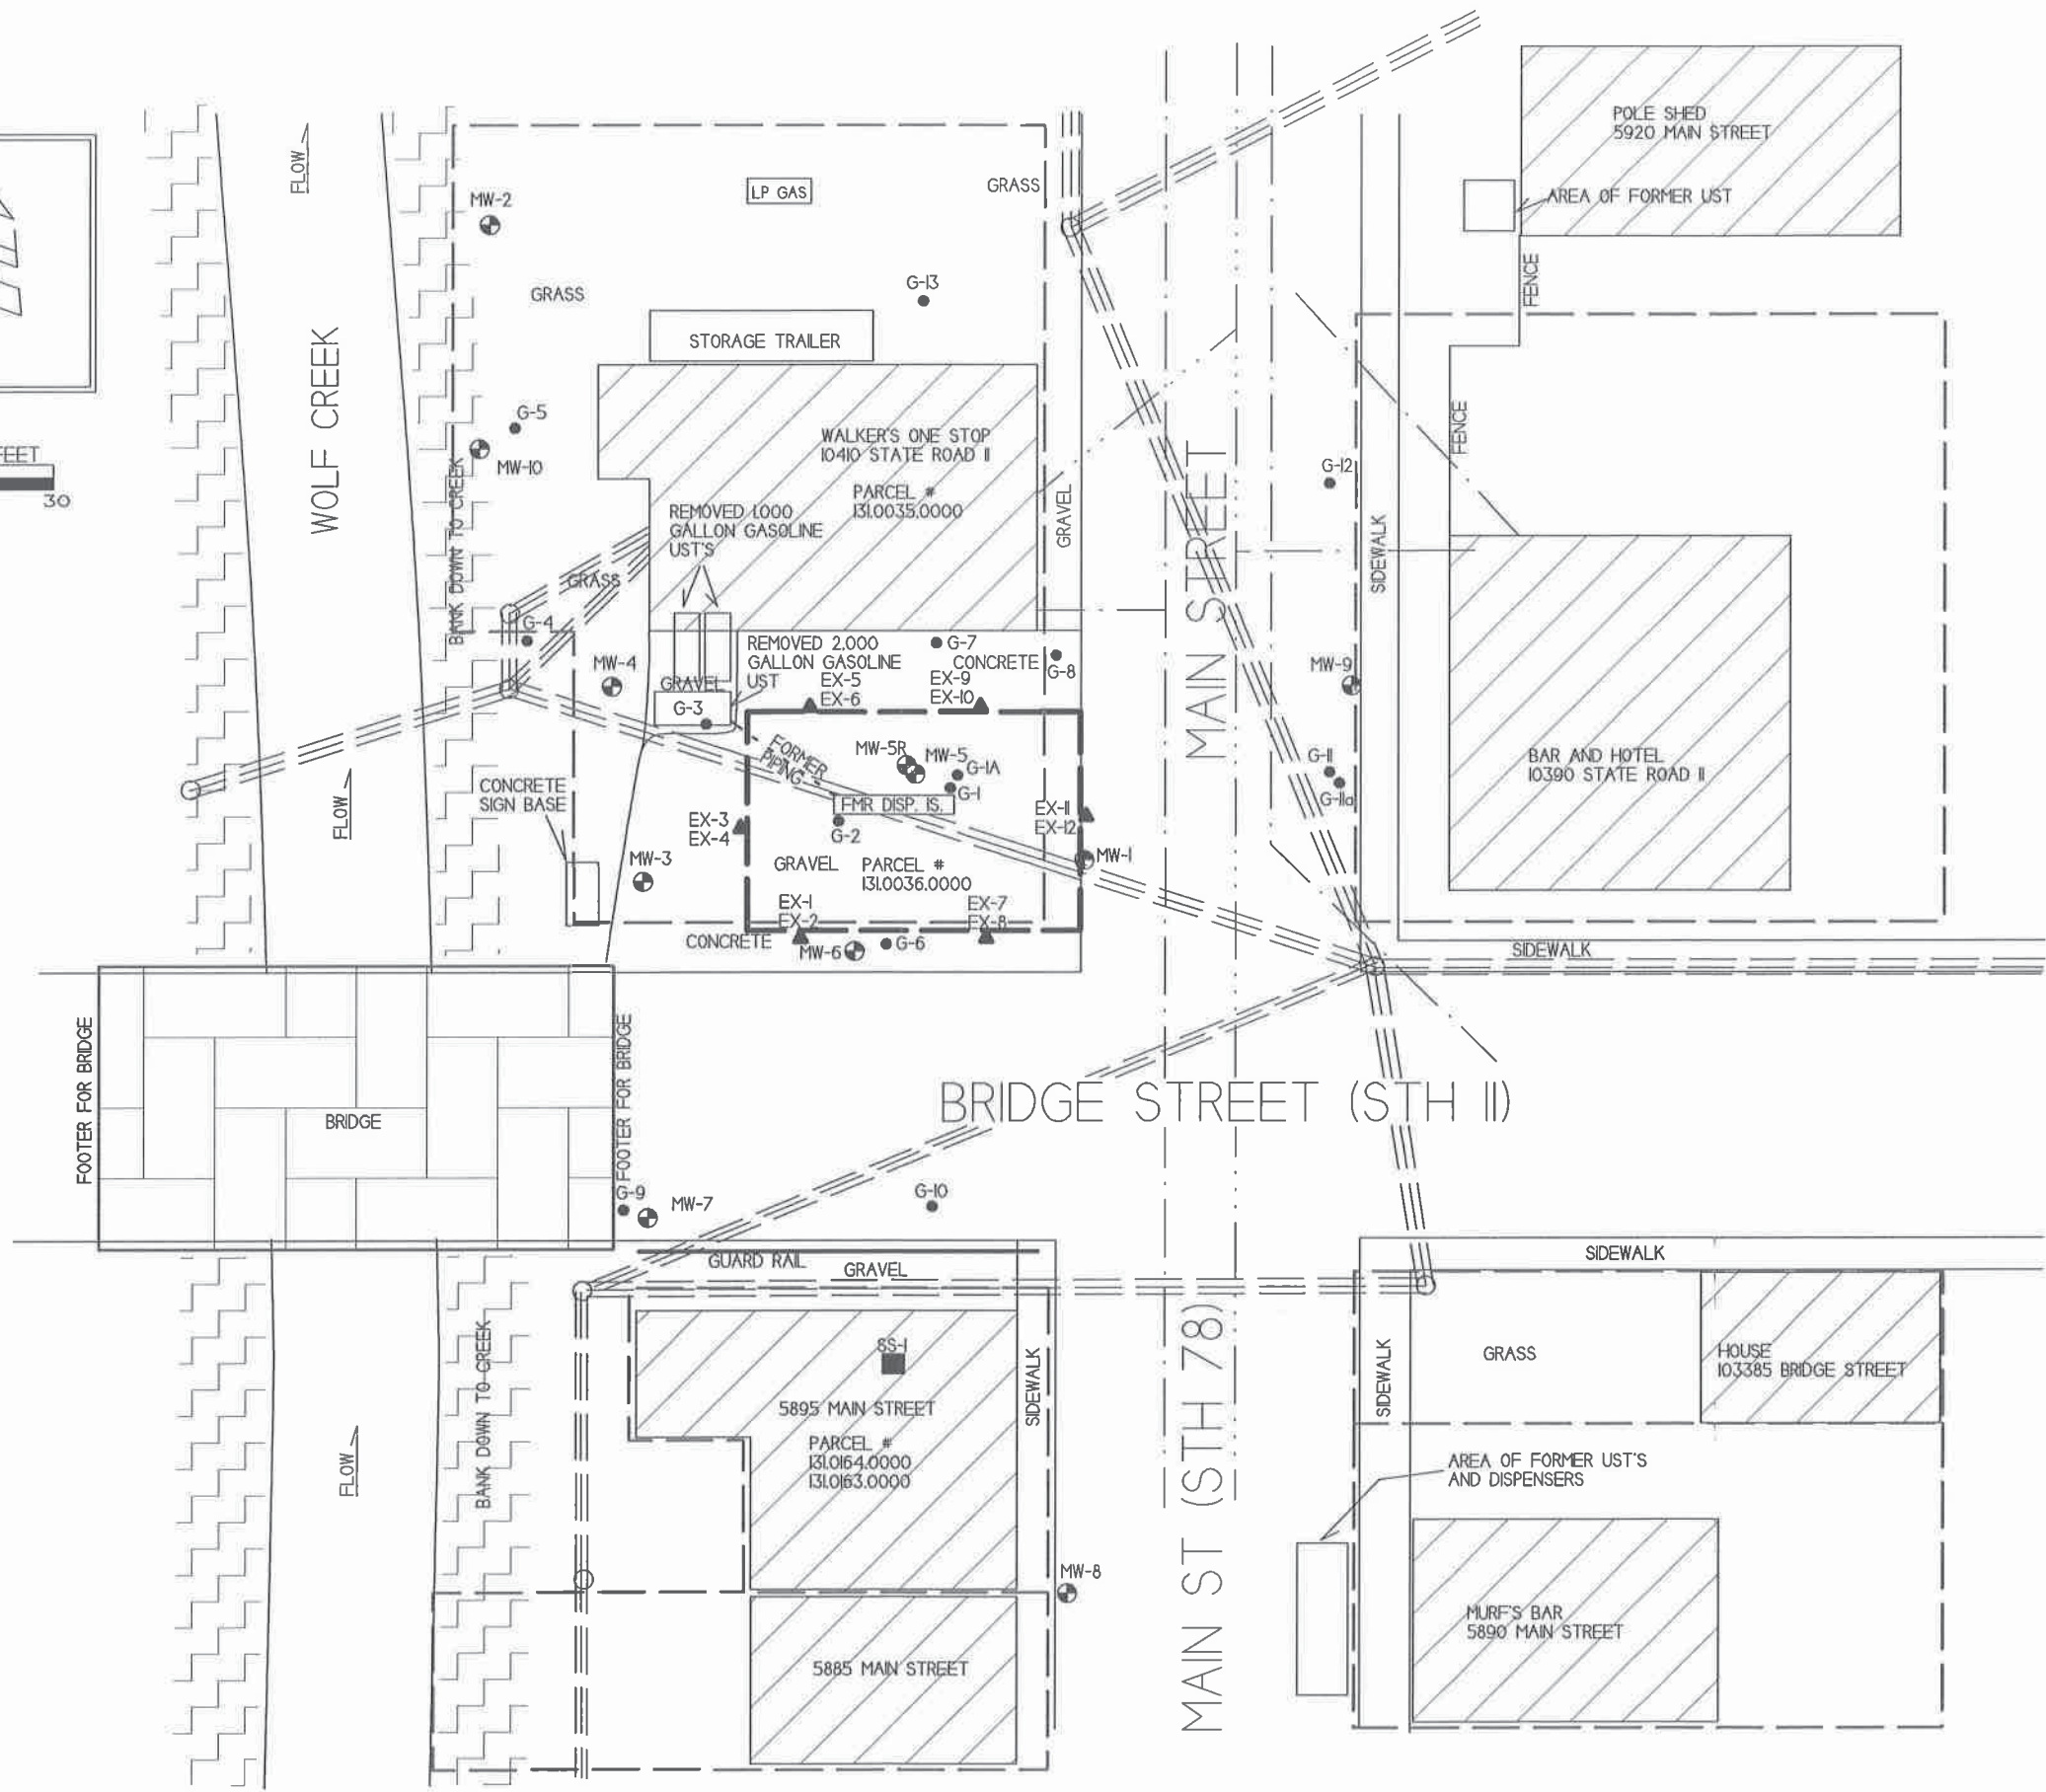 POLE SHED
5920 MAIN STREET
FLOW
LP GAS
GRASS
MW-2
AREA OF FORMER UST
FENCE
G-13
GRASS
STORAGE TRAILER
WOLF CREEK
G-5
WALKER'S ONE STOP
10410 STATE ROAD 11
FENCE
FEET
30
MW-10
G-12
PARCEL #
131.0035.0000
REMOVED 1,000
GALLON GASOLINE
UST'S
GRAVEL
MAIN STREET
SIDEWALK
BANK DOWN TO CREEK
GRASS
G-4
MW-4
REMOVED 2,000
GALLON GASOLINE
UST
G-7
CONCRETE
G-8
MW-9
GRAVEL
EX-5
EX-6
EX-9
EX-10
G-3
FORMER
PIPING
MW-5R
MW-5
G-1A
G-1
G-11
G-11a
BAR AND HOTEL
10390 STATE ROAD 11
CONCRETE
SIGN BASE
FLOW
FMR DISP. IS.
EX-3
EX-4
G-2
EX-11
EX-12
MW-3
GRAVEL
PARCEL #
131.0036.0000
MW-1
EX-1
EX-2
EX-7
EX-8
CONCRETE
MW-6
G-6
SIDEWALK
FOOTER FOR BRIDGE
BRIDGE
FOOTER FOR BRIDGE
BRIDGE STREET (STH 11)
G-9
MW-7
G-10
GUARD RAIL
GRAVEL
SIDEWALK
SS-1
5895 MAIN STREET
PARCEL #
131.0164.0000
131.0163.0000
SIDEWALK
MAIN ST (STH 78)
SIDEWALK
GRASS
HOUSE
103385 BRIDGE STREET
FLOW
BANK DOWN TO CREEK
AREA OF FORMER UST'S
AND DISPENSERS
MW-8
MURF'S BAR
5890 MAIN STREET
5885 MAIN STREET